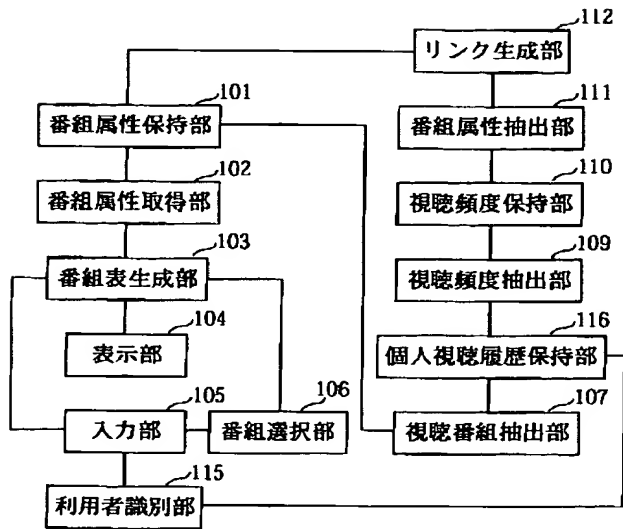 112
リンク生成部
101
番組属性保持部
111
番組属性抽出部
102
番組属性取得部
110
視聴頻度保持部
103
番組表生成部
109
視聴頻度抽出部
104
表示部
116
個人視聴履歴保持部
105
入力部
106
番組選択部
107
視聴番組抽出部
115
利用者識別部